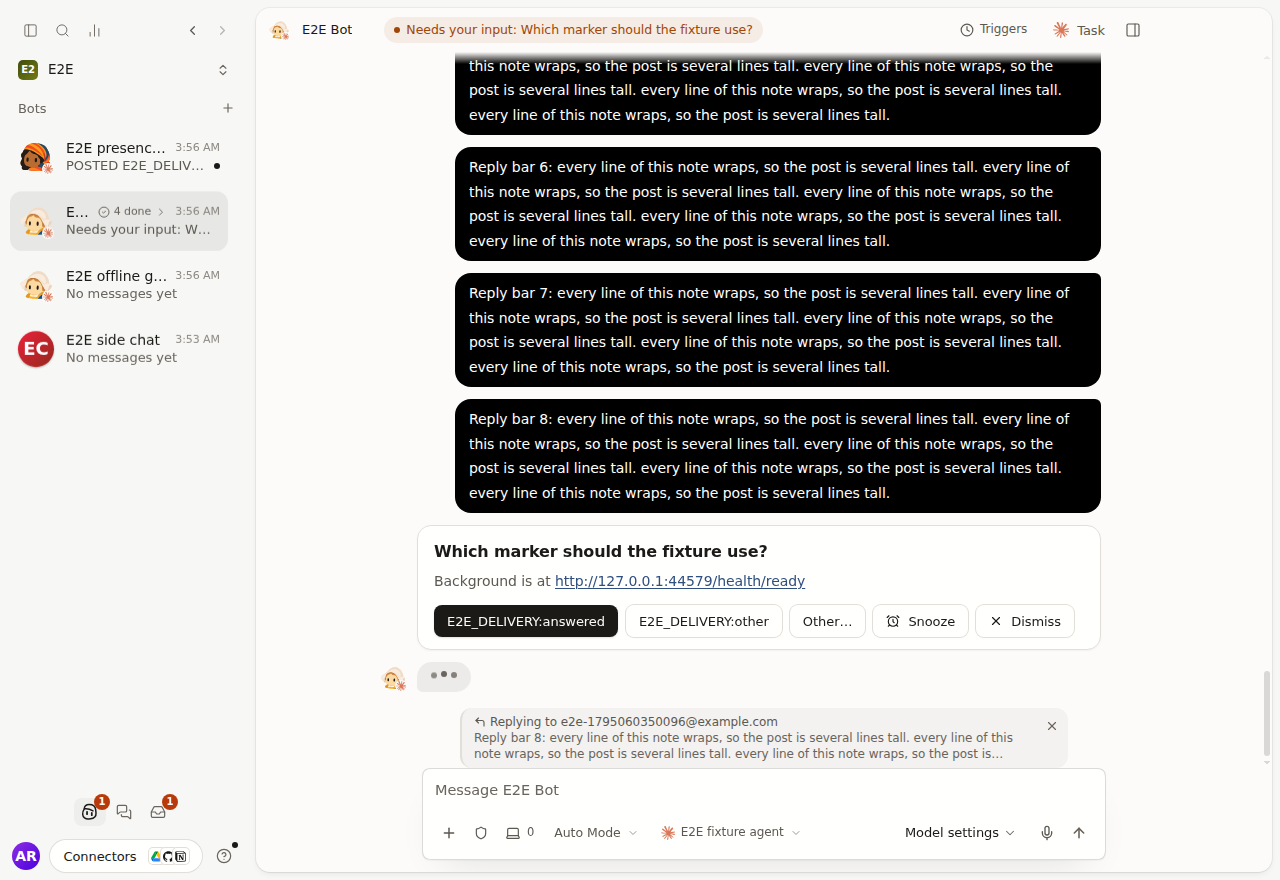 E2E Bot
Needs your input: Which marker should the fixture use?
Triggers
Task
E2 E2E
Bots
E2E presenc... 3:56 AM
POSTED E2E_DELIV...
E... 4 done 3:56 AM
Needs your input: W...
E2E offline g... 3:56 AM
No messages yet
EC
E2E side chat 3:53 AM
No messages yet
this note wraps, so the post is several lines tall. every line of this note wraps, so the
post is several lines tall. every line of this note wraps, so the post is several lines tall.
every line of this note wraps, so the post is several lines tall.
Reply bar 6: every line of this note wraps, so the post is several lines tall. every line of
this note wraps, so the post is several lines tall. every line of this note wraps, so the
post is several lines tall. every line of this note wraps, so the post is several lines tall.
every line of this note wraps, so the post is several lines tall.
Reply bar 7: every line of this note wraps, so the post is several lines tall. every line of
this note wraps, so the post is several lines tall. every line of this note wraps, so the
post is several lines tall. every line of this note wraps, so the post is several lines tall.
every line of this note wraps, so the post is several lines tall.
Reply bar 8: every line of this note wraps, so the post is several lines tall. every line of
this note wraps, so the post is several lines tall. every line of this note wraps, so the
post is several lines tall. every line of this note wraps, so the post is several lines tall.
every line of this note wraps, so the post is several lines tall.
Which marker should the fixture use?
Background is at http://127.0.0.1:44579/health/ready
E2E_DELIVERY:answered E2E_DELIVERY:other Other... Snooze Dismiss
Replying to e2e-1795060350096@example.com
Reply bar 8: every line of this note wraps, so the post is several lines tall. every line of this
note wraps, so the post is several lines tall. every line of this note wraps, so the post is...
Message E2E Bot
0 Auto Mode E2E fixture agent Model settings
1 1
AR Connectors